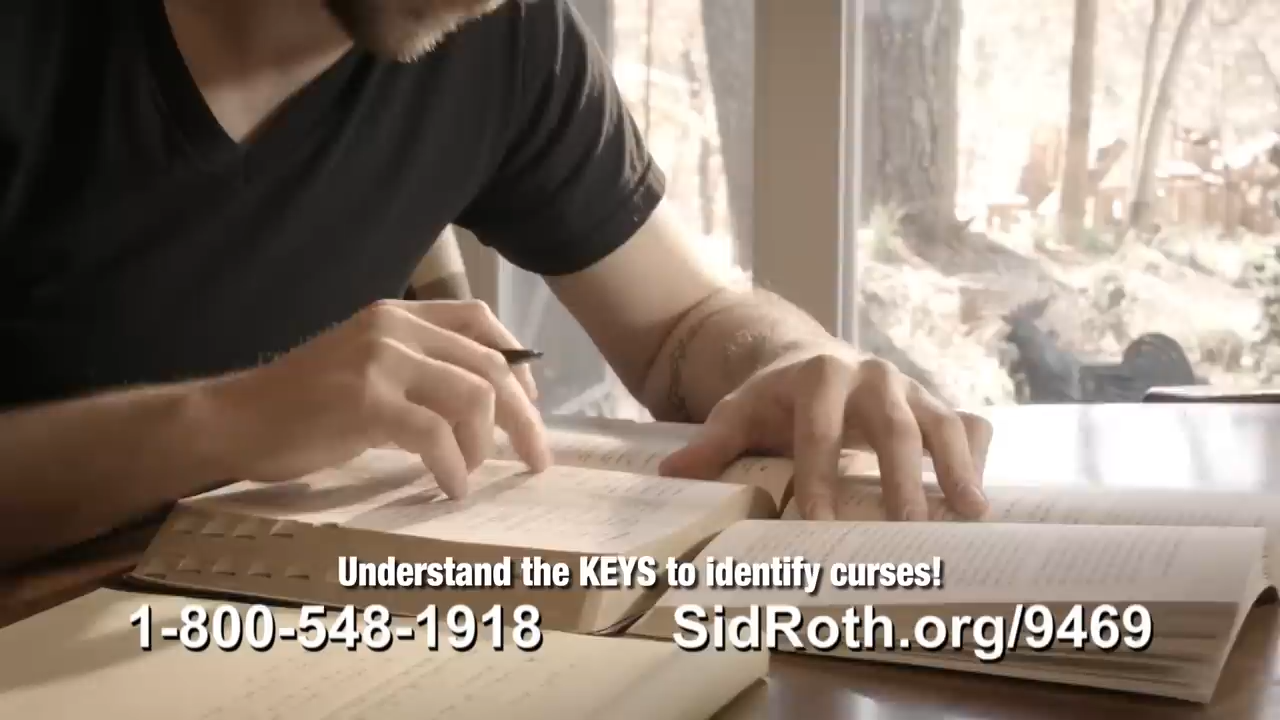 Understand the KEYS to identify curses!
1-800-548-1918 SidRoth.org/9469